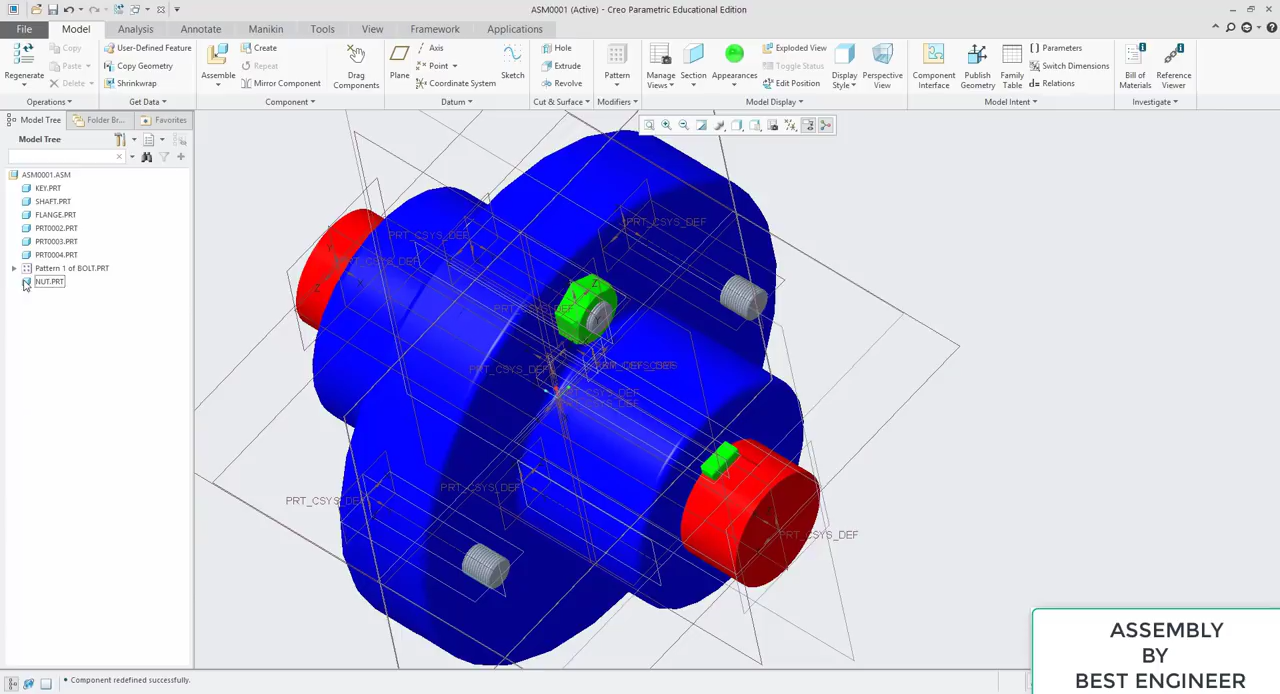 ASM0001 (Active) - Creo Parametric Educational Edition
File Model Analysis Annotate Manikin Tools View Framework Applications
Regenerate
Copy
Paste
Delete
Operations
User-Defined Feature
Copy Geometry
Shrinkwrap
Get Data
Assemble
Create
Repeat
Mirror Component
Drag Components
Component
Plane
Axis
Point
Coordinate System
Sketch
Datum
Hole
Extrude
Revolve
Cut & Surface
Pattern
Modifiers
Manage Views
Section
Appearances
Exploded View
Toggle Status
Edit Position
Display Style
Perspective View
Model Display
Component Interface
Publish Geometry
Family Table
Parameters
Switch Dimensions
Relations
Model Intent
Bill of Materials
Reference Viewer
Investigate
Model Tree Folder Br... Favorites
Model Tree
ASM0001.ASM
KEY.PRT
SHAFT.PRT
FLANGE.PRT
PRT0002.PRT
PRT0003.PRT
PRT0004.PRT
Pattern 1 of BOLT.PRT
NUT.PRT
PRT_CSYS_DEF
PRT_CSYS_DEF
PRT_CSYS_DEF
PRT_CSYS_DEF
PRT_CSYS_DEF
PRT_CSYS_DEF
PRT_CSYS_DEF
PRT_CSYS_DEF
Component redefined successfully.
ASSEMBLY
BY
BEST ENGINEER